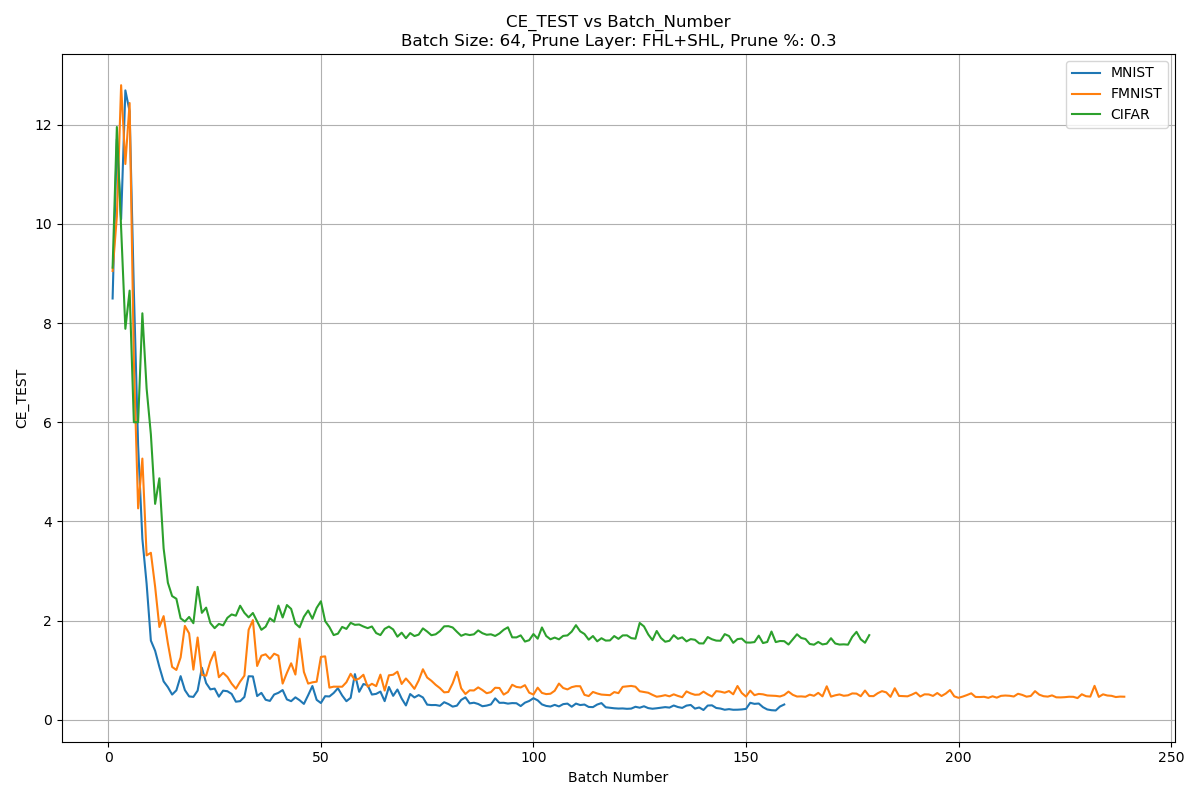 CE_TEST vs Batch_Number
Batch Size: 64, Prune Layer: FHL+SHL, Prune %: 0.3
MNIST
FMNIST
CIFAR
12
10
8
6
4
2
0
CE_TEST
0 50 100 150 200 250
Batch Number